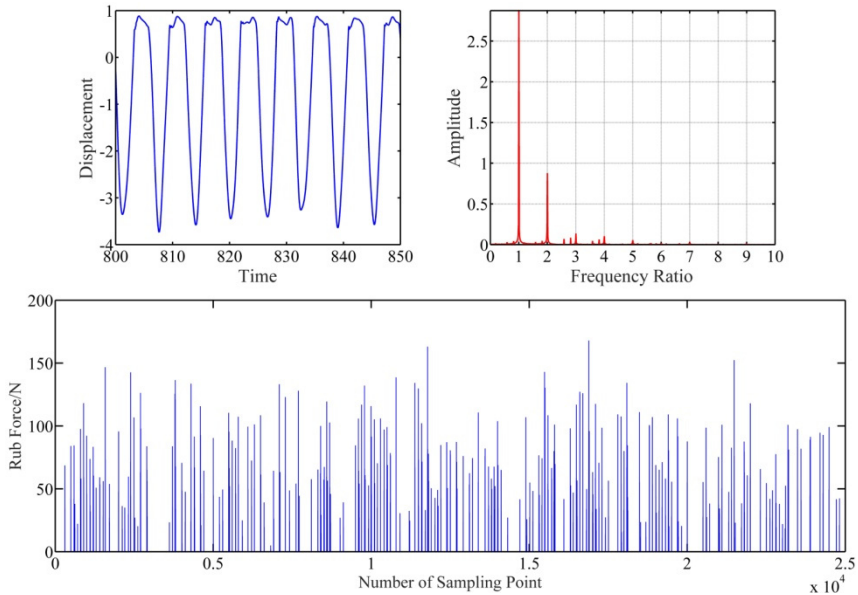 1
0
-1
-2
-3
-4
Displacement
800
810
820
830
840
850
Time
2.5
2
1.5
1
0.5
0
Amplitude
0 1 2 3 4 5 6 7 8 9 10
Frequency Ratio
200
150
100
50
0
Rub Force/N
0 0.5 1 1.5 2 2.5
Number of Sampling Point
x 10^4